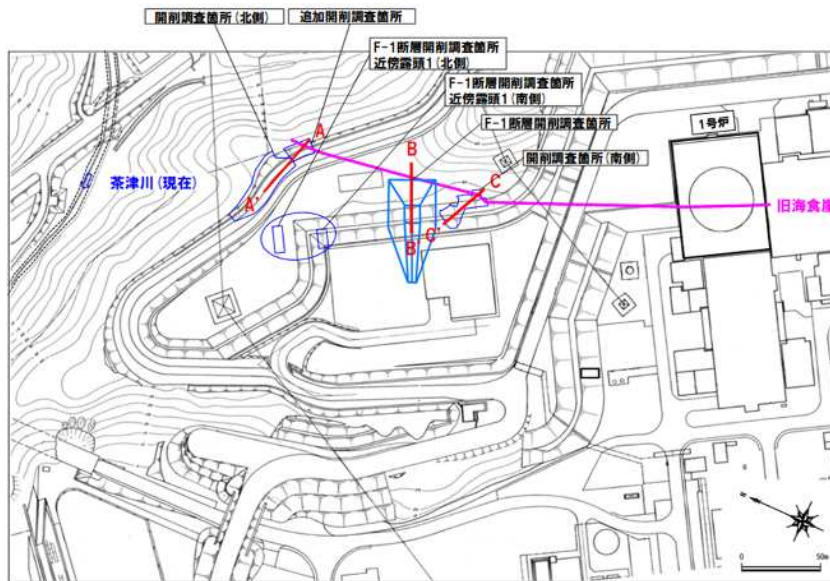 開削調査箇所(北側)
追加開削調査箇所
F-1断層開削調査箇所
近傍露頭1(北側)
F-1断層開削調査箇所
近傍露頭1(南側)
F-1断層開削調査箇所
開削調査箇所(南側)
1号炉
茶津川(現在)
旧海食崖
A
A'
B
B'
C
C'
0
50m